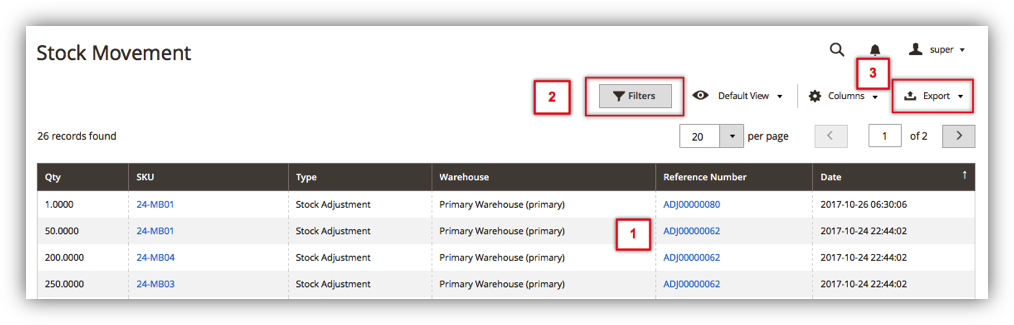 Stock Movement
super
3
2
Filters
Default View
Columns
Export
26 records found
20 per page
1 of 2
Qty SKU Type Warehouse Reference Number Date ↑
1.0000 24-MB01 Stock Adjustment Primary Warehouse (primary) ADJ00000080 2017-10-26 06:30:06
50.0000 24-MB01 Stock Adjustment Primary Warehouse (primary) 1 ADJ00000062 2017-10-24 22:44:02
200.0000 24-MB04 Stock Adjustment Primary Warehouse (primary) ADJ00000062 2017-10-24 22:44:02
250.0000 24-MB03 Stock Adjustment Primary Warehouse (primary) ADJ00000062 2017-10-24 22:44:02